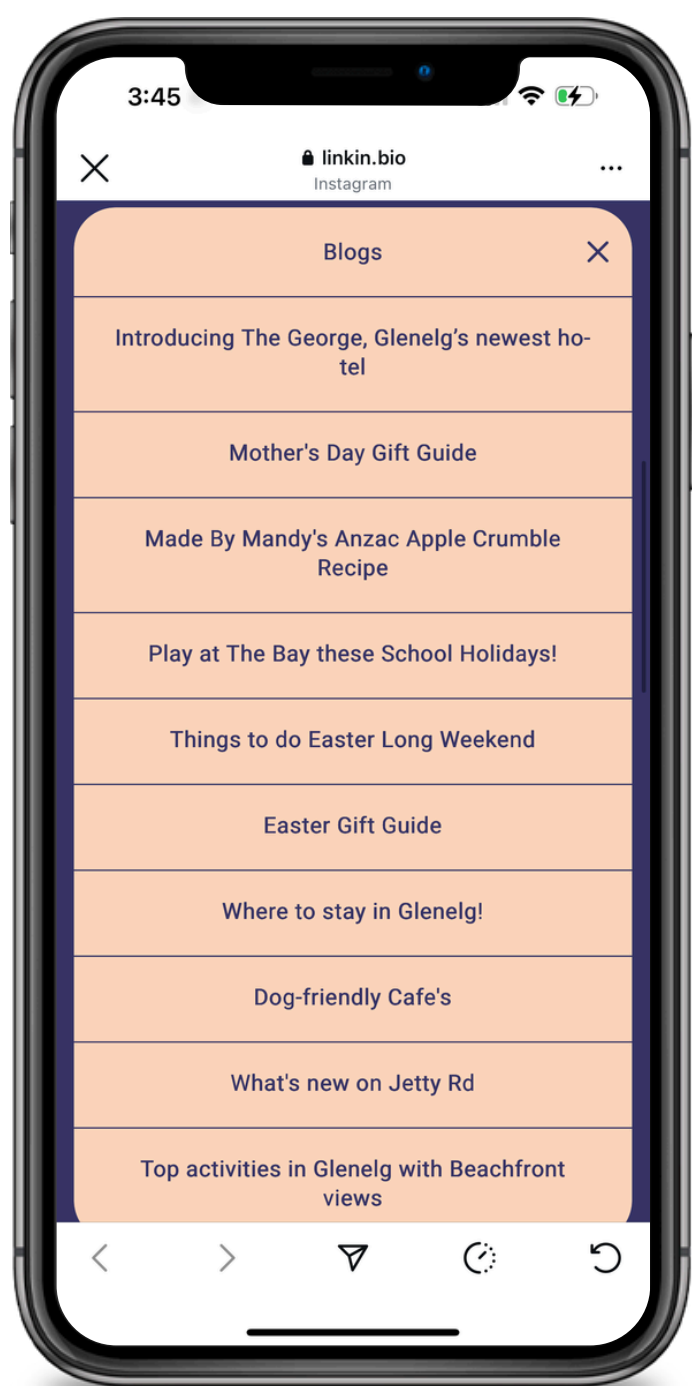 3:45
linkin.bio
Instagram
Blogs
Introducing The George, Glenelg’s newest ho-
tel
Mother's Day Gift Guide
Made By Mandy's Anzac Apple Crumble
Recipe
Play at The Bay these School Holidays!
Things to do Easter Long Weekend
Easter Gift Guide
Where to stay in Glenelg!
Dog-friendly Cafe's
What's new on Jetty Rd
Top activities in Glenelg with Beachfront
views